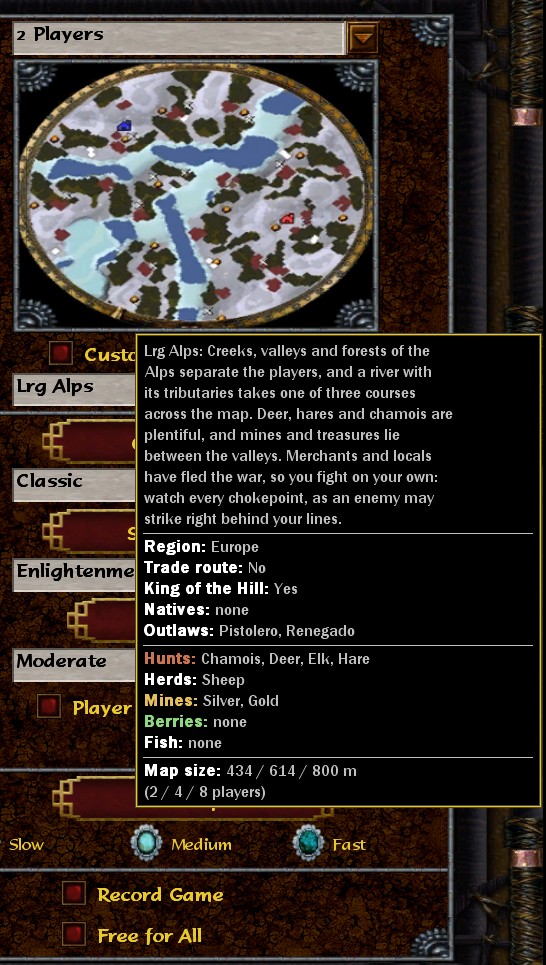 2 Players
Custo
Lrg Alps
Classic
Enlightenme
Moderate
Player
Lrg Alps: Creeks, valleys and forests of the
Alps separate the players, and a river with
its tributaries takes one of three courses
across the map. Deer, hares and chamois are
plentiful, and mines and treasures lie
between the valleys. Merchants and locals
have fled the war, so you fight on your own:
watch every chokepoint, as an enemy may
strike right behind your lines.
Region: Europe
Trade route: No
King of the Hill: Yes
Natives: none
Outlaws: Pistolero, Renegado
Hunts: Chamois, Deer, Elk, Hare
Herds: Sheep
Mines: Silver, Gold
Berries: none
Fish: none
Map size: 434 / 614 / 800 m
(2 / 4 / 8 players)
Slow Medium Fast
Record Game
Free for All